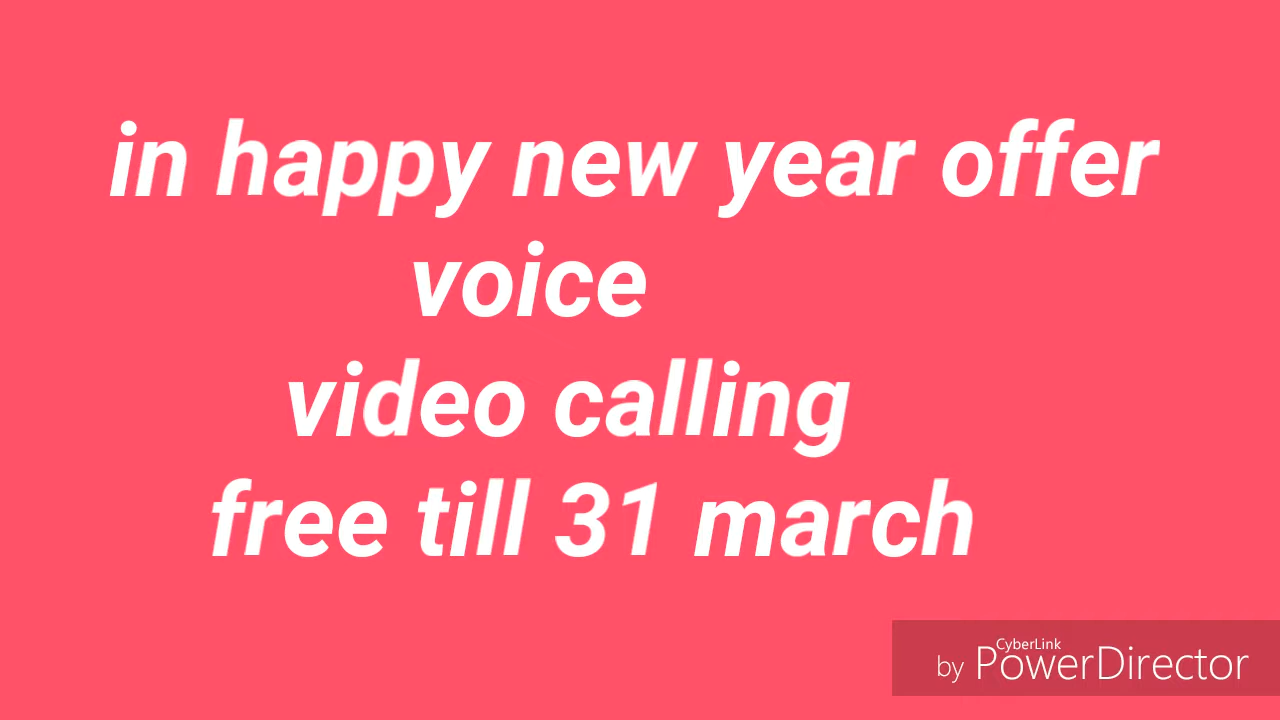 in happy new year offer
voice
video calling
free till 31 march
CyberLink
by PowerDirector